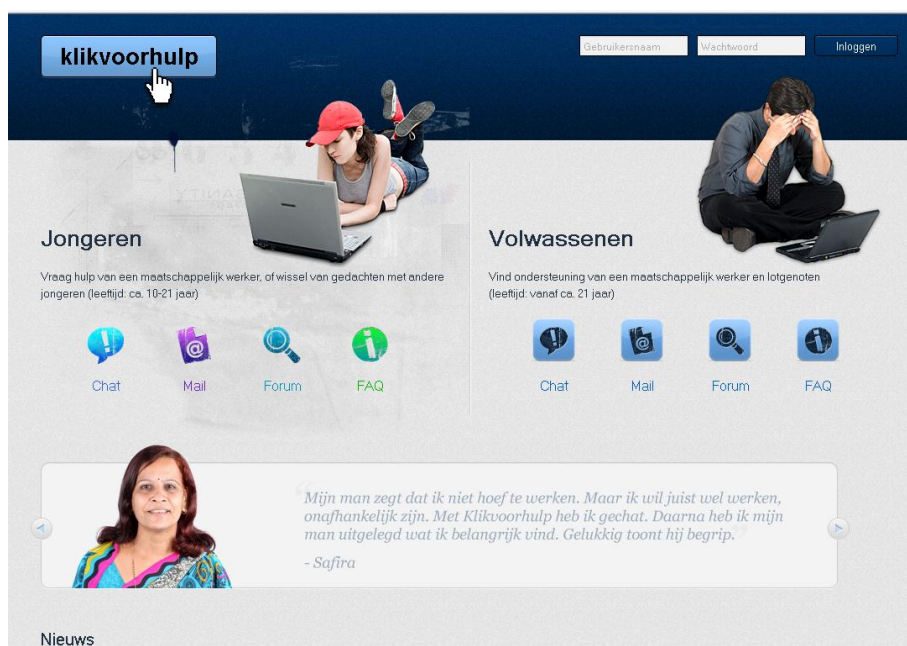 klikvoorhulp
Gebruikersnaam
Wachtwoord
Inloggen
Jongeren
Vraag hulp van een maatschappelijk werker, of wissel van gedachten met andere
jongeren (leeftijd: ca. 10-21 jaar)
Chat
Mail
Forum
FAQ
Volwassenen
Vind ondersteuning van een maatschappelijk werker en lotgenoten
(leeftijd: vanaf ca. 21 jaar)
Chat
Mail
Forum
FAQ
“Mijn man zegt dat ik niet hoef te werken. Maar ik wil juist wel werken,
onafhankelijk zijn. Met Klikvoorhulp heb ik gechat. Daarna heb ik mijn
man uitgelegd wat ik belangrijk vind. Gelukkig toont hij begrip.”
- Safira
Nieuws